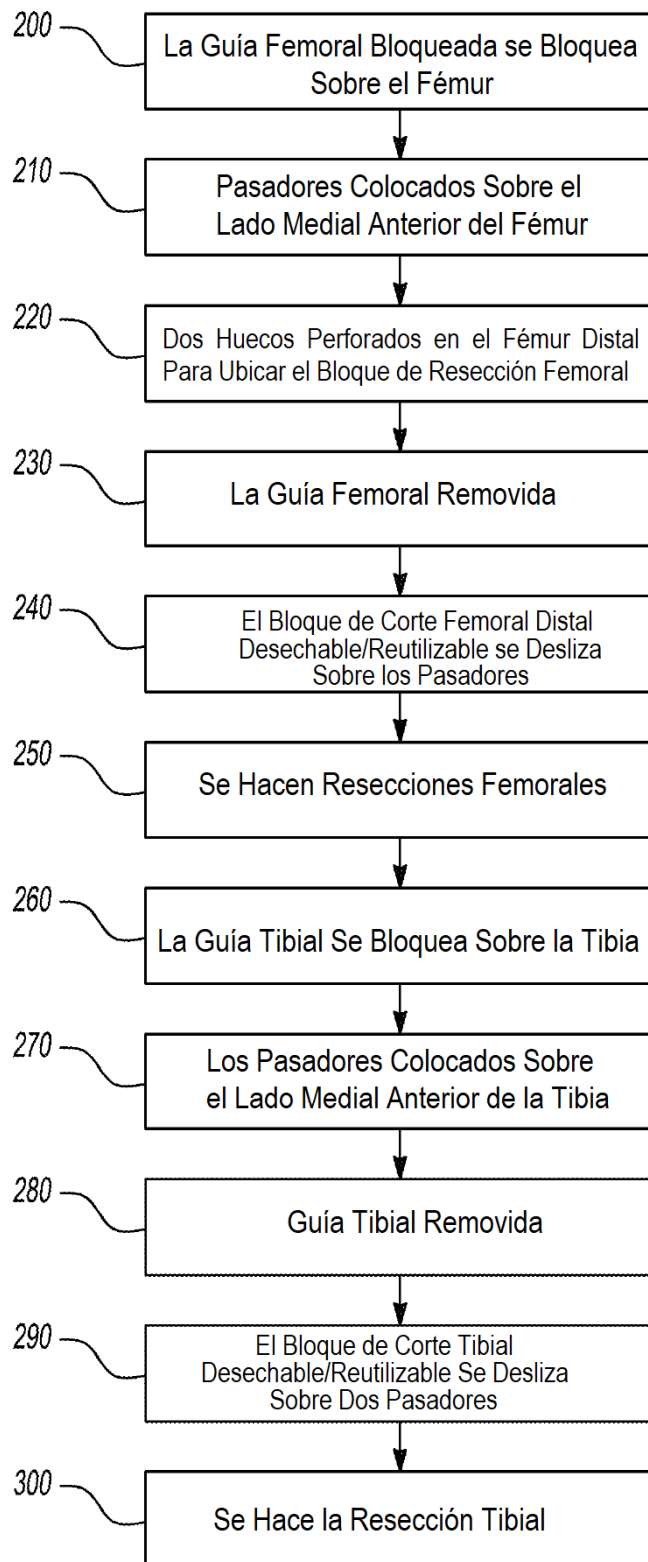 200
La Guía Femoral Bloqueada se Bloquea
Sobre el Fémur
210
Pasadores Colocados Sobre el
Lado Medial Anterior del Fémur
220
Dos Huecos Perforados en el Fémur Distal
Para Ubicar el Bloque de Resección Femoral
230
La Guía Femoral Removida
240
El Bloque de Corte Femoral Distal
Desechable/Reutilizable se Desliza
Sobre los Pasadores
250
Se Hacen Resecciones Femorales
260
La Guía Tibial Se Bloquea Sobre la Tibia
270
Los Pasadores Colocados Sobre
el Lado Medial Anterior de la Tibia
280
Guía Tibial Removida
290
El Bloque de Corte Tibial
Desechable/Reutilizable Se Desliza
Sobre Dos Pasadores
300
Se Hace la Resección Tibial